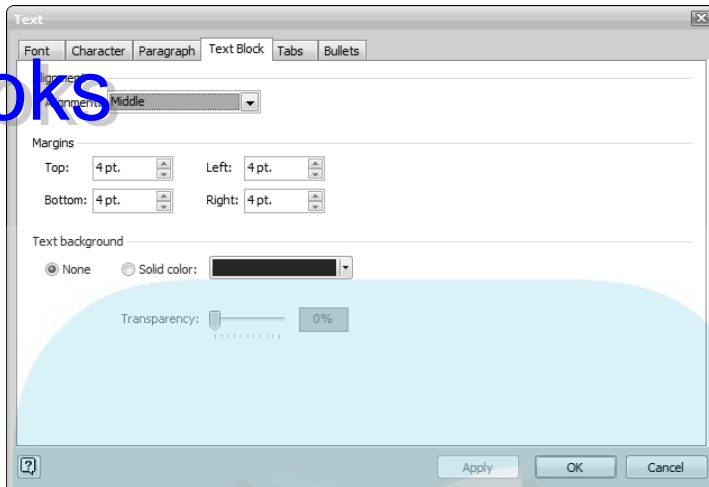 Text
Font Character Paragraph Text Block Tabs Bullets
Alignment
oks
Alignment: Middle
Margins
Top: 4 pt. Left: 4 pt.
Bottom: 4 pt. Right: 4 pt.
Text background
None Solid color:
Transparency: 0%
Apply OK Cancel